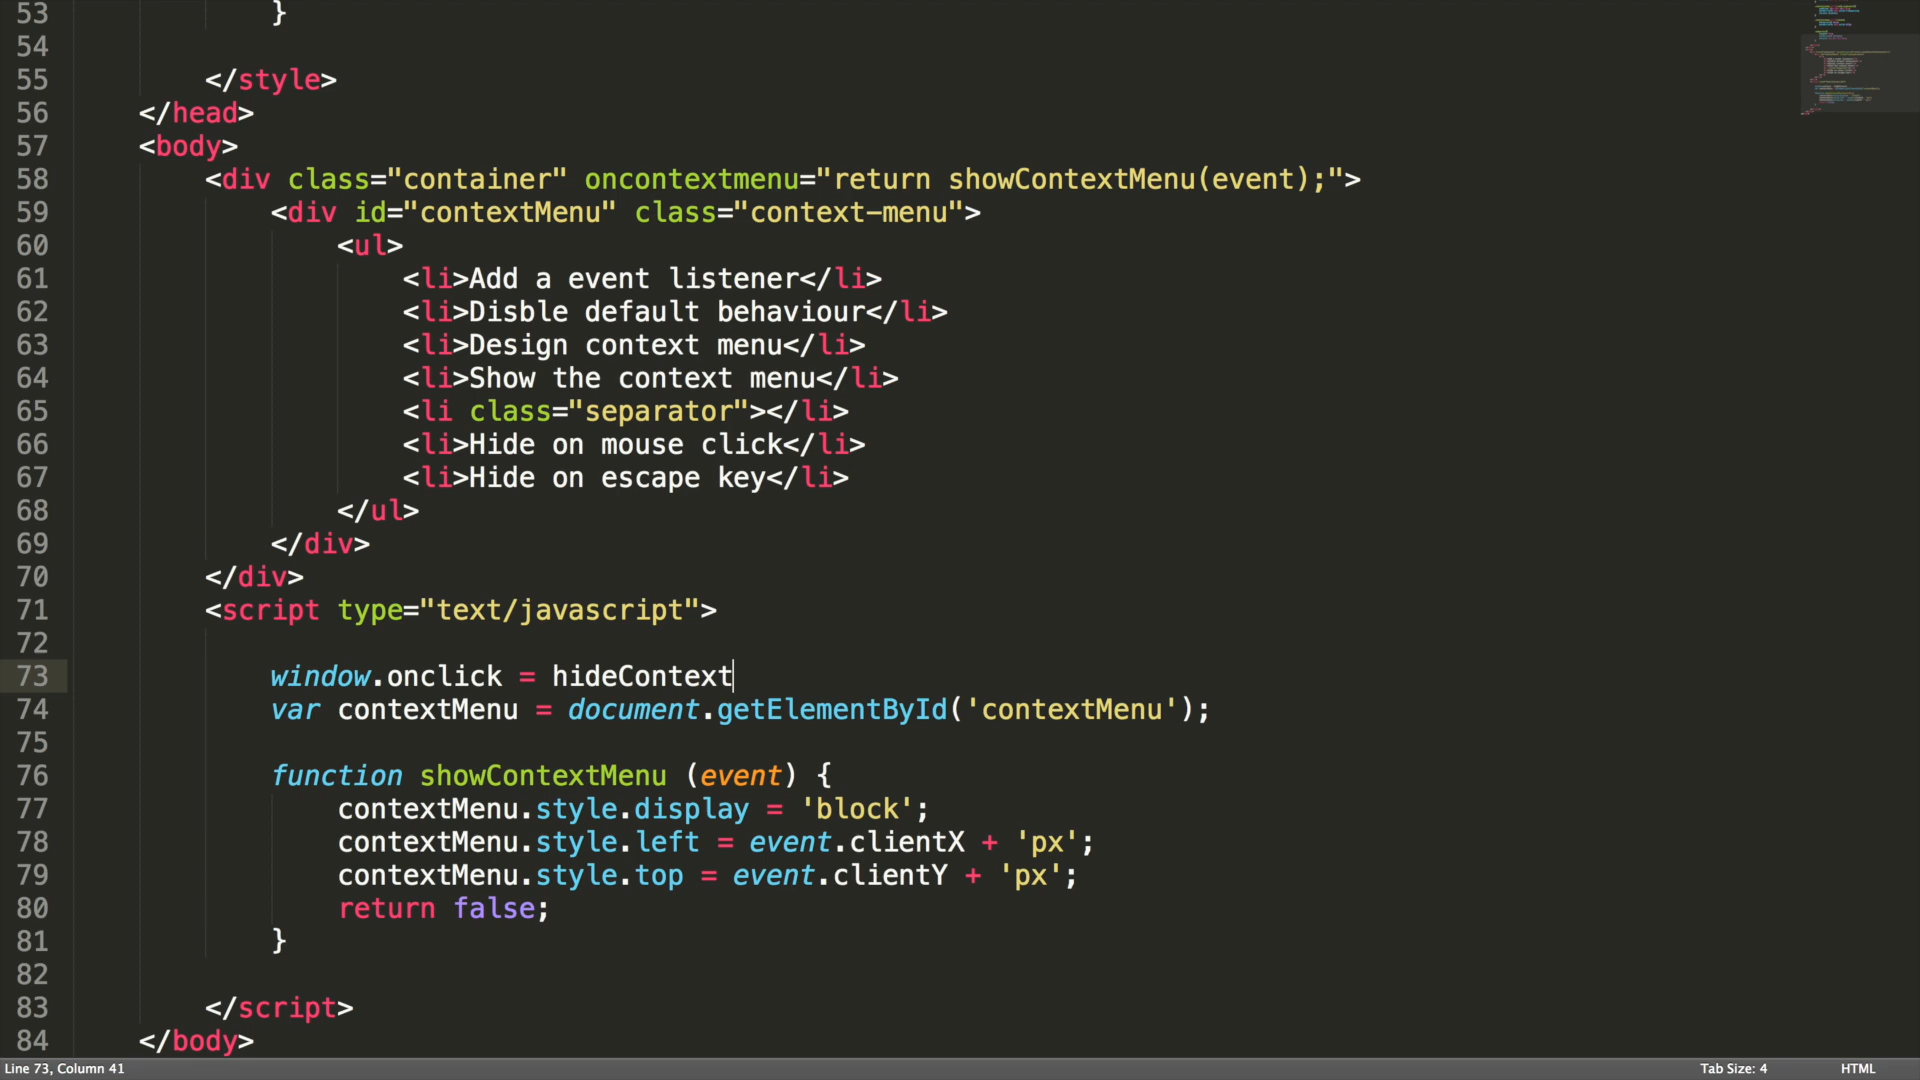 53 }
54
55 </style>
56 </head>
57 <body>
58 <div class="container" oncontextmenu="return showContextMenu(event);">
59 <div id="contextMenu" class="context-menu">
60 <ul>
61 <li>Add a event listener</li>
62 <li>Disble default behaviour</li>
63 <li>Design context menu</li>
64 <li>Show the context menu</li>
65 <li class="separator"></li>
66 <li>Hide on mouse click</li>
67 <li>Hide on escape key</li>
68 </ul>
69 </div>
70 </div>
71 <script type="text/javascript">
72
73 window.onclick = hideContext
74 var contextMenu = document.getElementById('contextMenu');
75
76 function showContextMenu (event) {
77 contextMenu.style.display = 'block';
78 contextMenu.style.left = event.clientX + 'px';
79 contextMenu.style.top = event.clientY + 'px';
80 return false;
81 }
82
83 </script>
84 </body>
Line 73, Column 41 Tab Size: 4 HTML